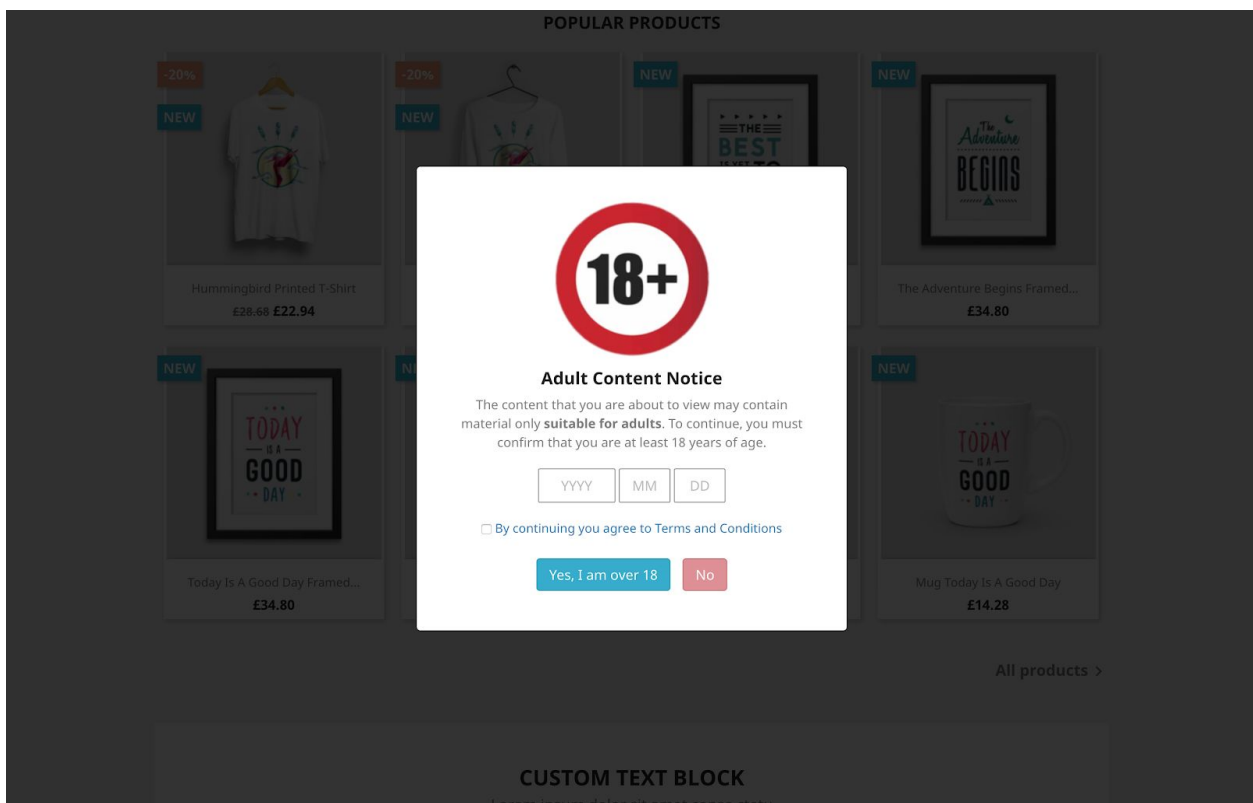 POPULAR PRODUCTS
-20%
NEW
-20%
NEW
NEW
THE
BEST
IS YET TO
NEW
The
Adventure
BEGINS
Hummingbird Printed T-Shirt
£28.68 £22.94
The Adventure Begins Framed...
£34.80
18+
Adult Content Notice
The content that you are about to view may contain
material only suitable for adults. To continue, you must
confirm that you are at least 18 years of age.
YYYY MM DD
By continuing you agree to Terms and Conditions
Yes, I am over 18 No
NEW
TODAY
IS A
GOOD
DAY
Today Is A Good Day Framed...
£34.80
NEW
TODAY
IS A
GOOD
DAY
Mug Today Is A Good Day
£14.28
All products >
CUSTOM TEXT BLOCK